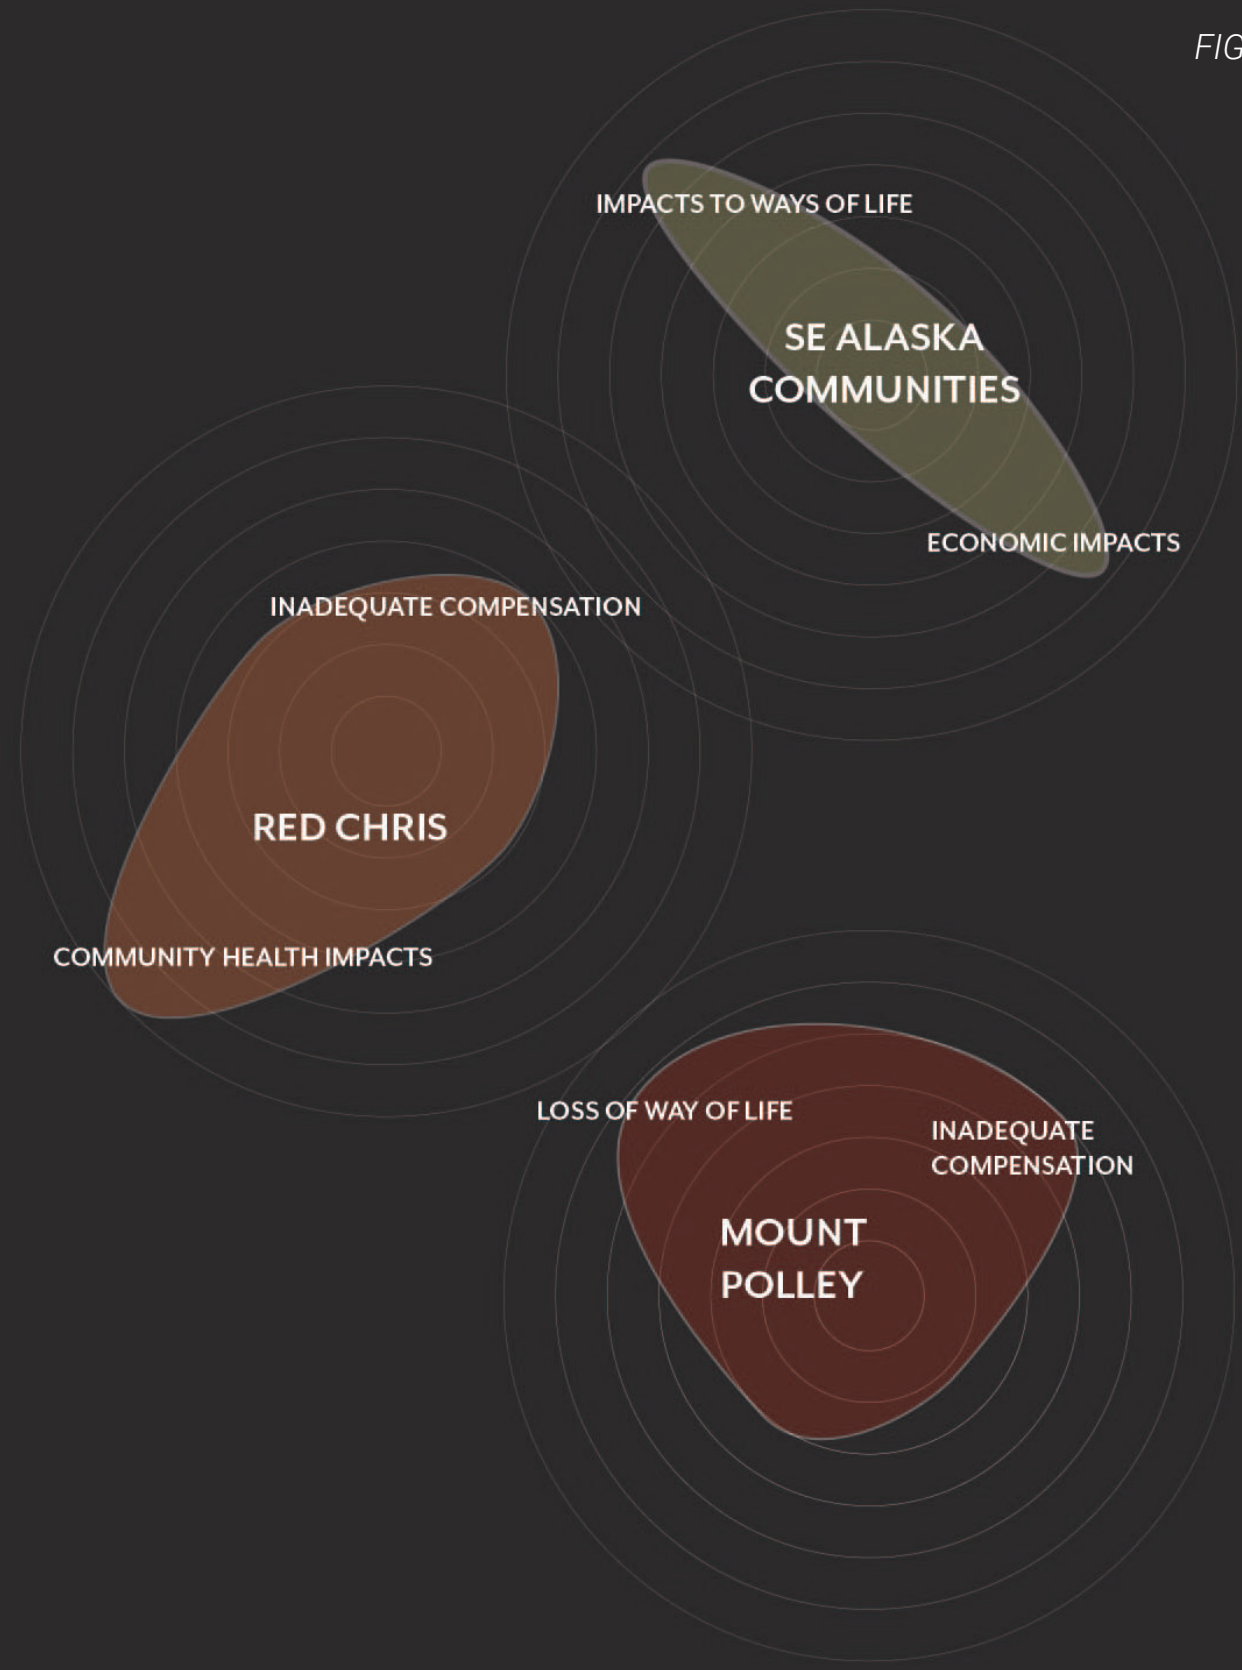 FIG
IMPACTS TO WAYS OF LIFE
SE ALASKA
COMMUNITIES
ECONOMIC IMPACTS
INADEQUATE COMPENSATION
RED CHRIS
COMMUNITY HEALTH IMPACTS
LOSS OF WAY OF LIFE
INADEQUATE
COMPENSATION
MOUNT
POLLEY